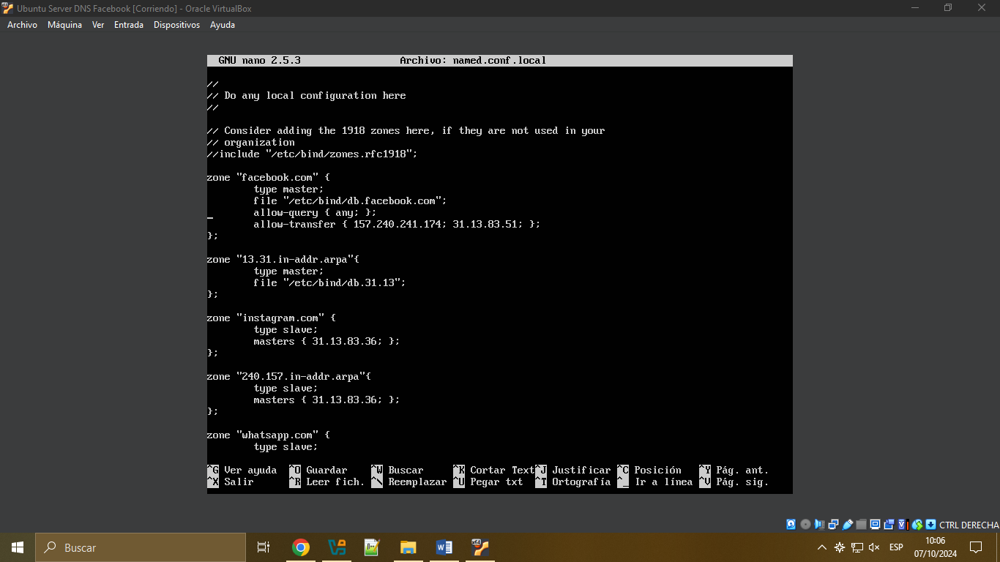 Ubuntu Server DNS Facebook [Corriendo] - Oracle VirtualBox
Archivo Máquina Ver Entrada Dispositivos Ayuda
GNU nano 2.5.3 Archivo: named.conf.local
//
// Do any local configuration here
//
// Consider adding the 1918 zones here, if they are not used in your
// organization
//include "/etc/bind/zones.rfc1918";
zone "facebook.com" {
type master;
file "/etc/bind/db.facebook.com";
allow-query { any; };
allow-transfer { 157.240.241.174; 31.13.83.51; };
};
zone "13.31.in-addr.arpa"{
type master;
file "/etc/bind/db.31.13";
};
zone "instagram.com" {
type slave;
masters { 31.13.83.36; };
};
zone "240.157.in-addr.arpa"{
type slave;
masters { 31.13.83.36; };
};
zone "whatsapp.com" {
type slave;
^G Ver ayuda ^O Guardar ^W Buscar ^K Cortar Text ^J Justificar ^C Posición ^Y Pág. ant.
^X Salir ^R Leer fich. ^\ Reemplazar ^U Pegar txt ^T Ortografía ^_ Ir a línea ^V Pág. sig.
CTRL DERECHA
Buscar
ESP
10:06
07/10/2024